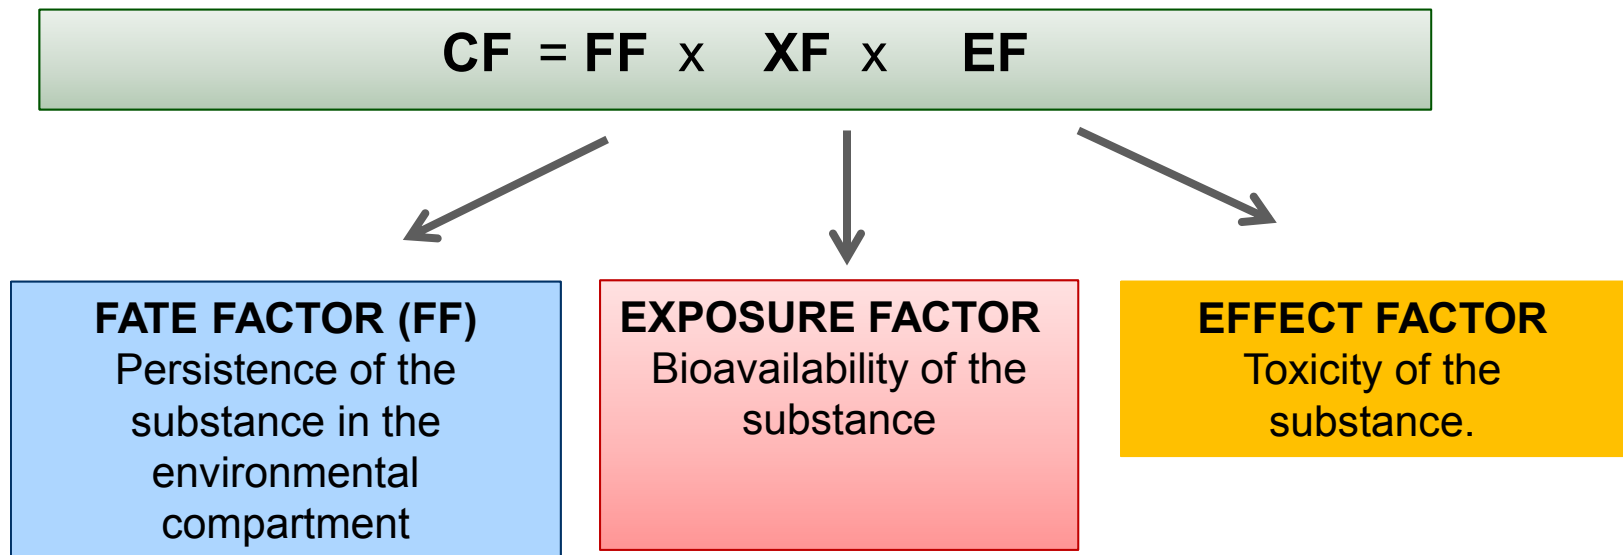 CF = FF x XF x EF
FATE FACTOR (FF)
Persistence of the
substance in the
environmental
compartment
EXPOSURE FACTOR
Bioavailability of the
substance
EFFECT FACTOR
Toxicity of the
substance.